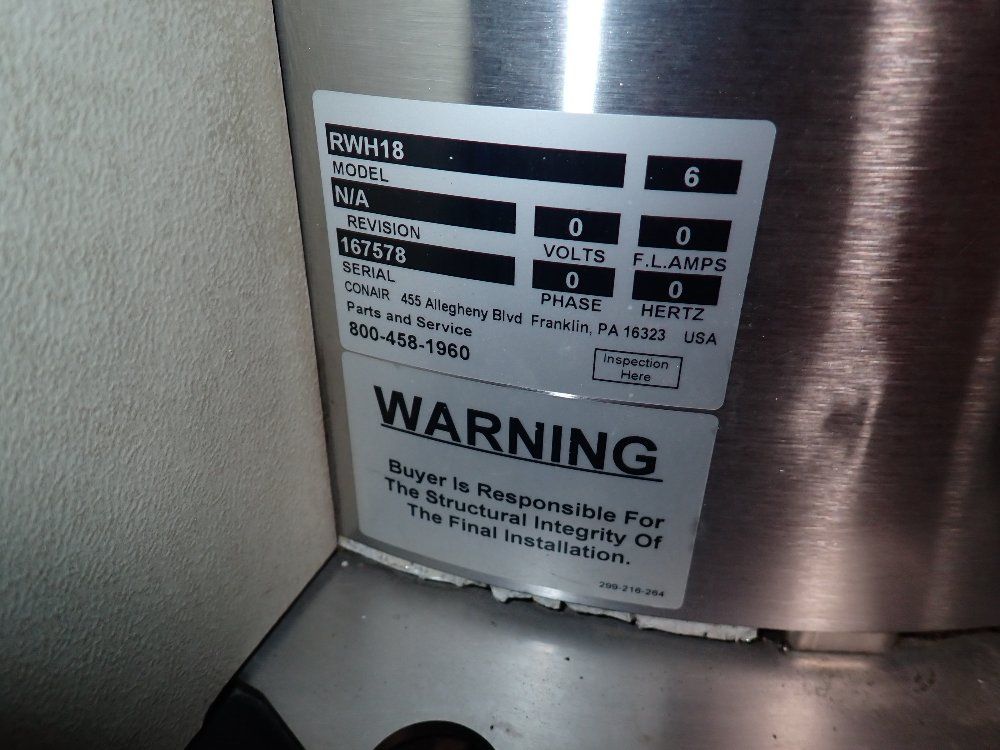 RWH18 6
MODEL
N/A 0 0
REVISION VOLTS F.L.AMPS
167578 0 0
SERIAL PHASE HERTZ
CONAIR 455 Allegheny Blvd Franklin, PA 16323 USA
Parts and Service
800-458-1960
Inspection
Here
WARNING
Buyer Is Responsible For
The Structural Integrity Of
The Final Installation.
299-216-264